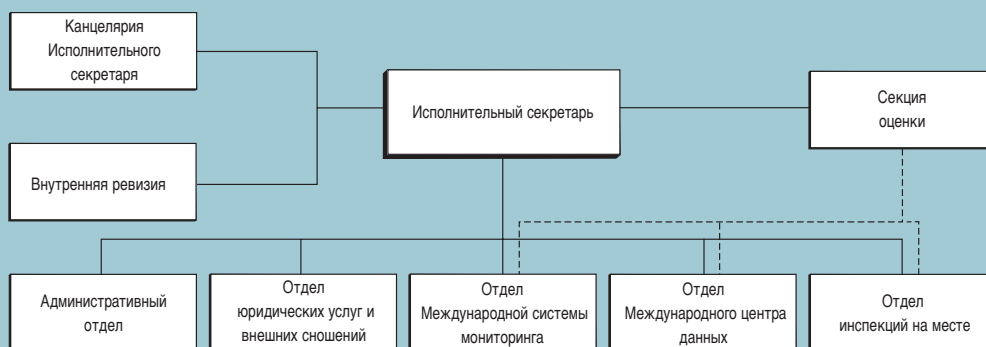 Канцелярия
Исполнительного
секретаря
Исполнительный секретарь
Секция
оценки
Внутренняя ревизия
Административный
отдел
Отдел
юридических услуг и
внешних сношений
Отдел
Международной системы
мониторинга
Отдел
Международного центра
данных
Отдел
инспекций на месте